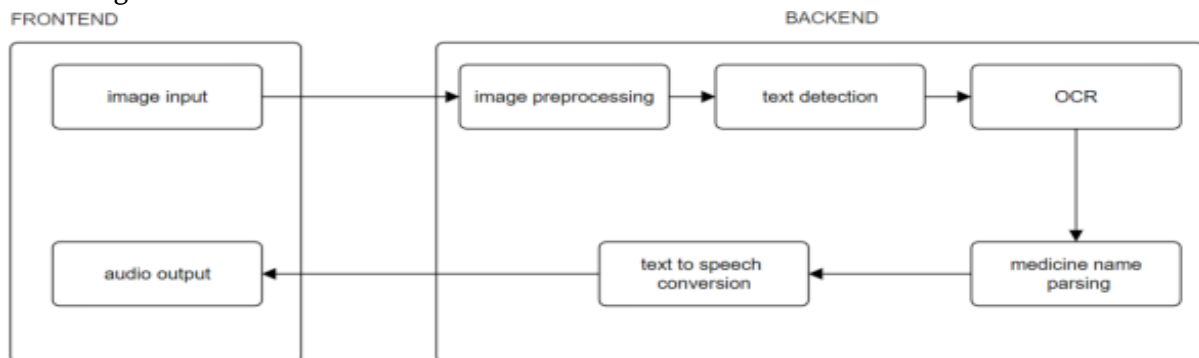 FRONTEND
BACKEND
image input
image preprocessing
text detection
OCR
audio output
text to speech
conversion
medicine name
parsing